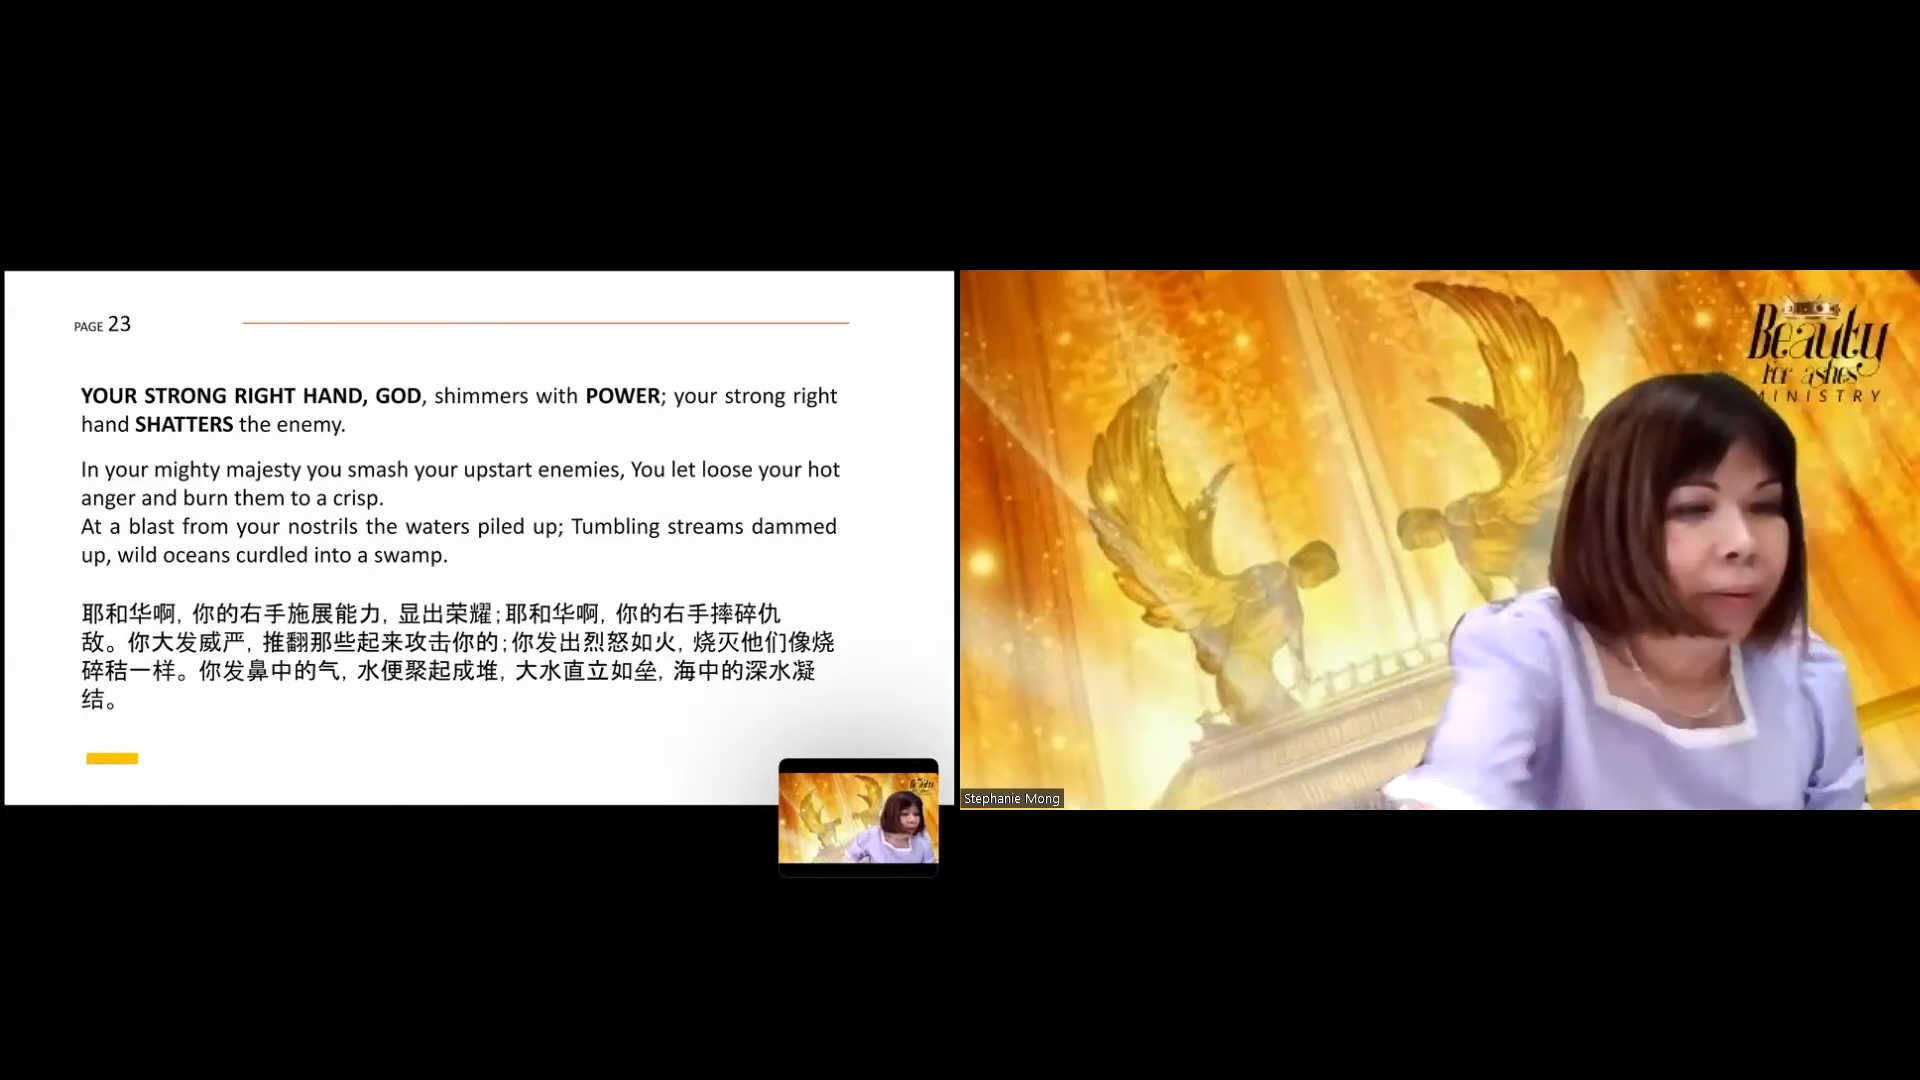 PAGE 23
YOUR STRONG RIGHT HAND, GOD, shimmers with POWER; your strong right
hand SHATTERS the enemy.
In your mighty majesty you smash your upstart enemies, You let loose your hot
anger and burn them to a crisp.
At a blast from your nostrils the waters piled up; Tumbling streams dammed
up, wild oceans curdled into a swamp.
耶和华啊, 你的右手施展能力, 显出荣耀;耶和华啊, 你的右手摔碎仇
敌。你大发威严, 推翻那些起来攻击你的;你发出烈怒如火, 烧灭他们像烧
碎秸一样。你发鼻中的气, 水便聚起成堆, 大水直立如垒, 海中的深水凝
结。
Beauty
For ashes
MINISTRY
Stephanie Mong